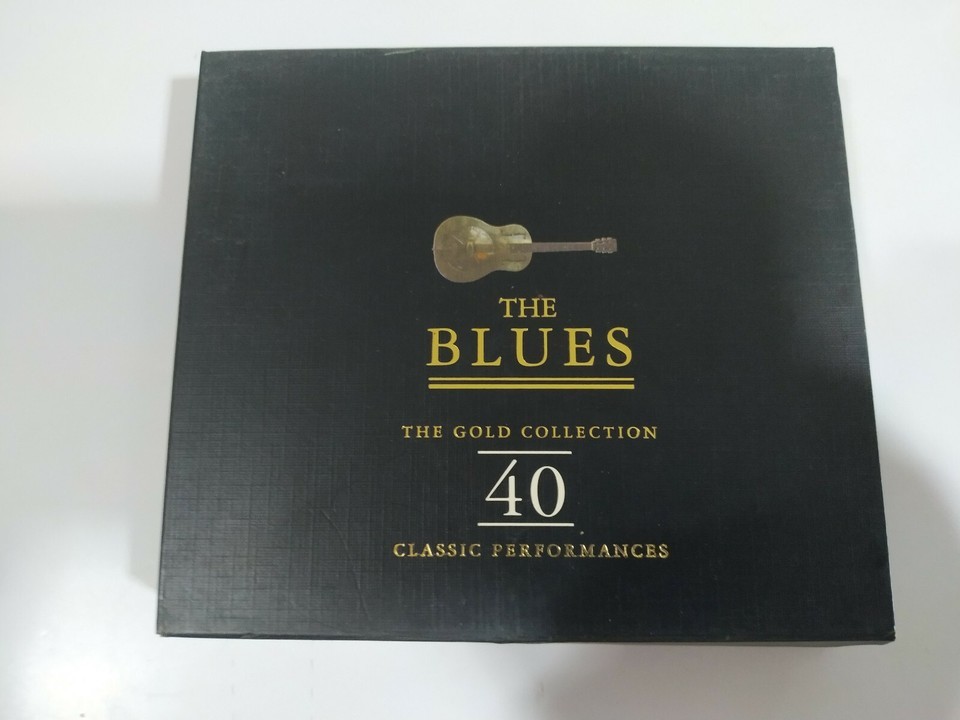 THE
BLUES
THE GOLD COLLECTION
40
CLASSIC PERFORMANCES